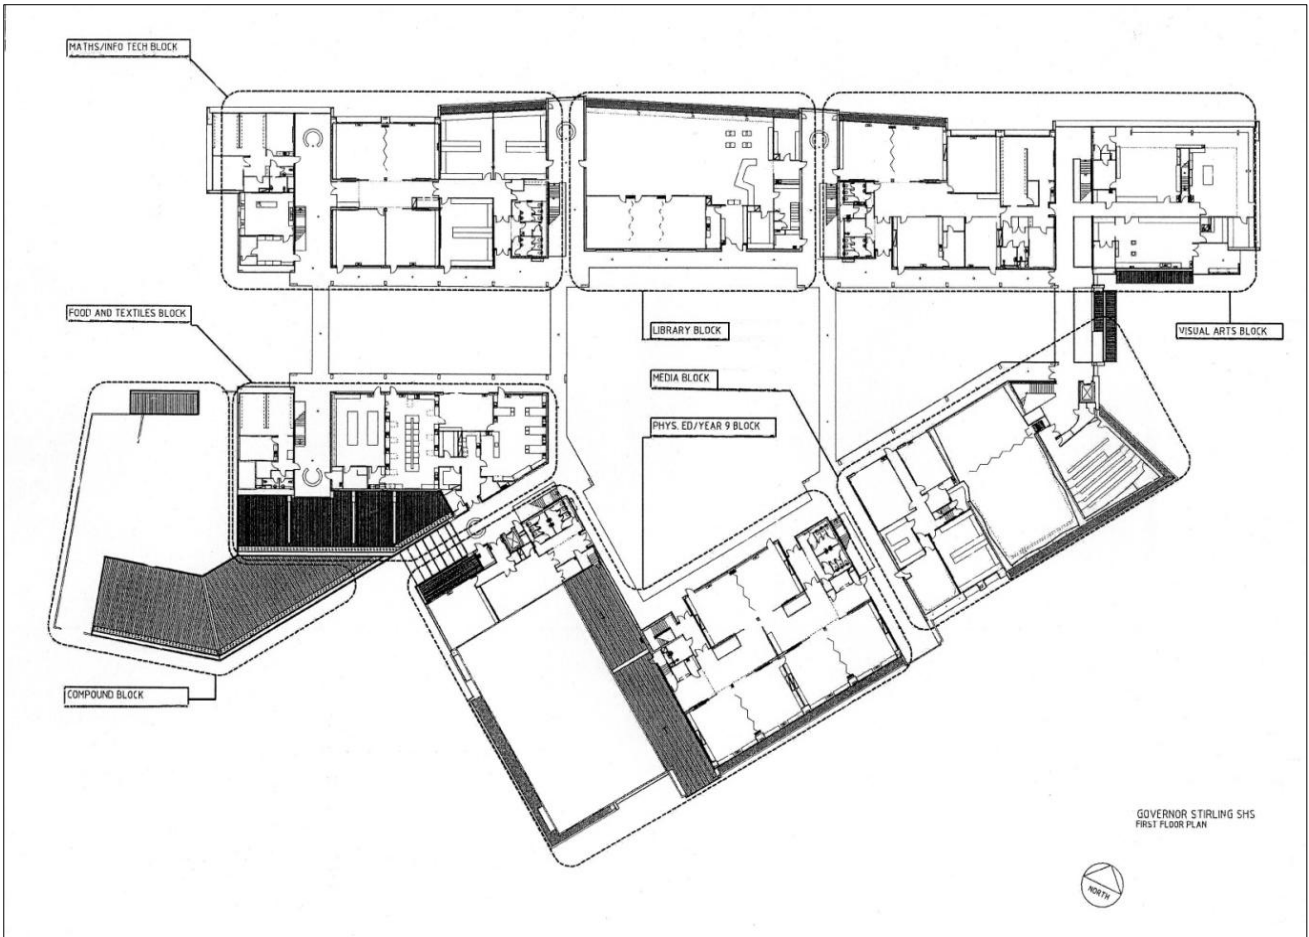 MATHS/INFO TECH BLOCK
FOOD AND TEXTILES BLOCK
LIBRARY BLOCK
VISUAL ARTS BLOCK
MEDIA BLOCK
PHYS. ED/YEAR 9 BLOCK
COMPOUND BLOCK
GOVERNOR STIRLING SHS
FIRST FLOOR PLAN
NORTH